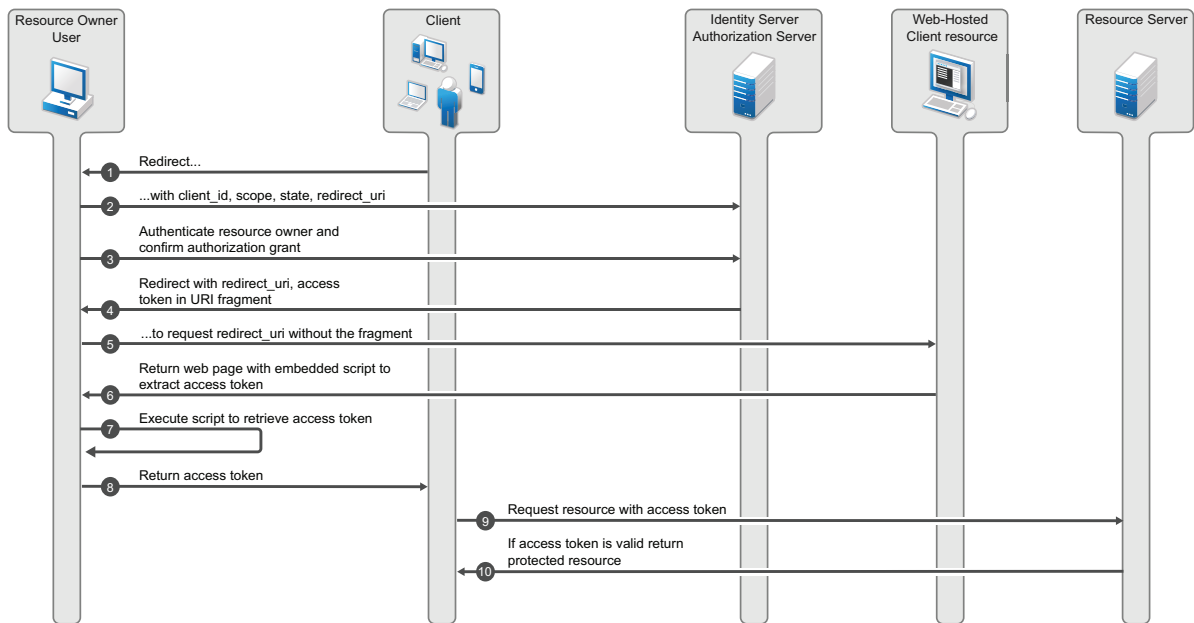 Resource Owner
User
Client
Identity Server
Authorization Server
Web-Hosted
Client resource
Resource Server
Redirect...
1
...with client_id, scope, state, redirect_uri
2
Authenticate resource owner and
confirm authorization grant
3
Redirect with redirect_uri, access
token in URI fragment
4
...to request redirect_uri without the fragment
5
Return web page with embedded script to
extract access token
6
Execute script to retrieve access token
7
Return access token
8
Request resource with access token
9
If access token is valid return
protected resource
10